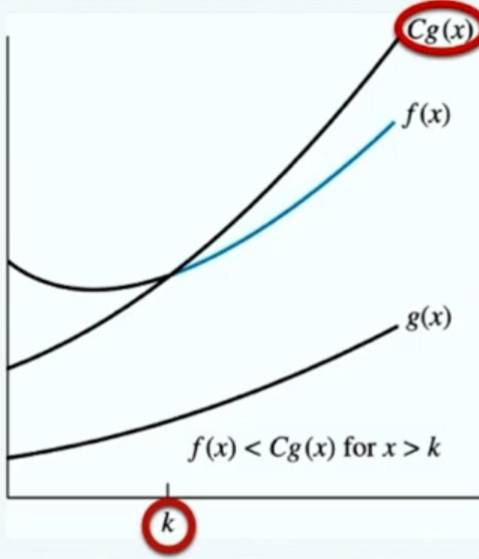 Cg(x)
f(x)
g(x)
f(x) < Cg(x) for x > k
k